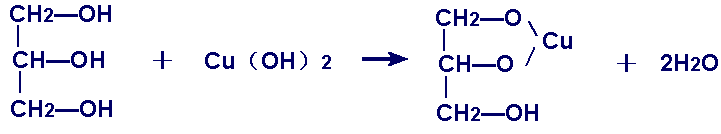 CH2—OH
CH—OH + Cu（OH）2 → CH—O
CH2—OH
CH2—O
Cu
CH2—OH
+ 2H2O